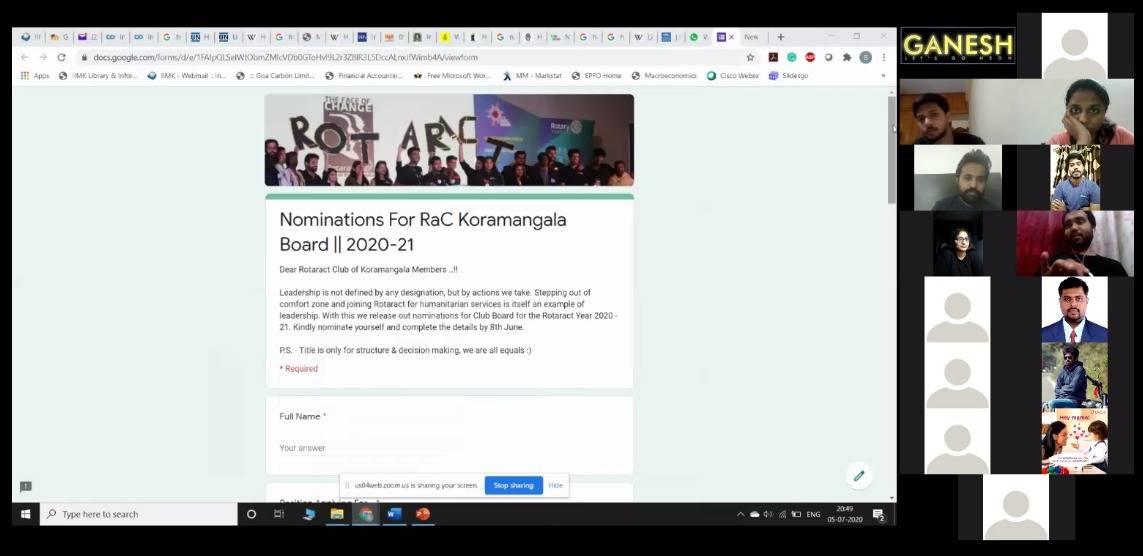 docs.google.com/forms/d/e/
Apps
IIMK Library & Infor...
IIMK - Webmail :: In...
:: Goa Carbon Limit...
Financial Accountin...
Free Microsoft Wor...
MM - Markstat
EPFO Home
Macroeconomics
Cisco Webex
Slidesgo
»
THE FACE OF
CHANGE
ROTARACT
Rotary
Nominations For RaC Koramangala
Board || 2020-21
Dear Rotaract Club of Koramangala Members ..!!
Leadership is not defined by any designation, but by actions we take. Stepping out of
comfort zone and joining Rotaract for humanitarian services is itself an example of
leadership. With this we release out nominations for Club Board for the Rotaract Year 2020 -
21. Kindly nominate yourself and complete the details by 8th June.
P.S. - Title is only for structure & decision making, we are all equals :)
* Required
Full Name *
Your answer
us04web.zoom.us is sharing your screen.
Stop sharing
Hide
Type here to search
ENG
20:49
05-07-2020
GANESH
LET'S GO NEON
Hey mama!